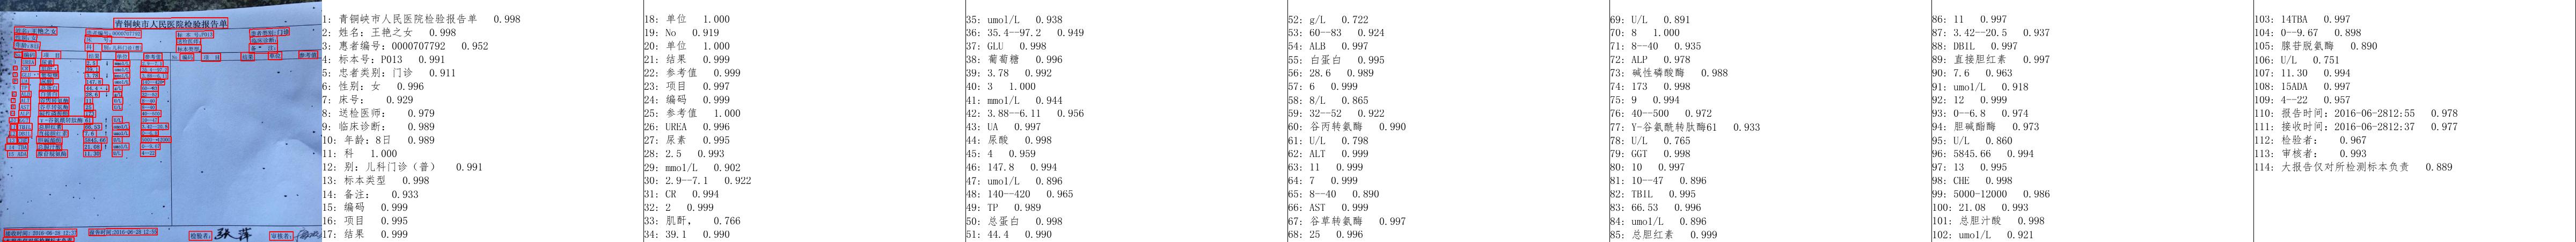 1: 青铜峡市人民医院检验报告单 0.998
2: 姓名: 王艳之女 0.998
3: 惠者编号: 0000707792 0.952
4: 标本号: P013 0.991
5: 忠者类别: 门诊 0.911
6: 性别: 女 0.996
7: 床号: 0.929
8: 送检医师: 0.979
9: 临床诊断: 0.989
10: 年龄: 8日 0.989
11: 科 1.000
12: 别: 儿科门诊（普） 0.991
13: 标本类型 0.998
14: 备注: 0.933
15: 编码 0.999
16: 项目 0.995
17: 结果 0.999
18: 单位 1.000
19: No 0.919
20: 单位 1.000
21: 结果 0.999
22: 参考值 0.999
23: 项目 0.997
24: 编码 0.999
25: 参考值 1.000
26: UREA 0.996
27: 尿素 0.995
28: 2.5 0.993
29: mmol/L 0.902
30: 2.9--7.1 0.922
31: CR 0.994
32: 2 0.999
33: 肌酐， 0.766
34: 39.1 0.990
35: umol/L 0.938
36: 35.4--97.2 0.949
37: GLU 0.998
38: 葡萄糖 0.996
39: 3.78 0.992
40: 3 1.000
41: mmol/L 0.944
42: 3.88--6.11 0.956
43: UA 0.997
44: 尿酸 0.998
45: 4 0.959
46: 147.8 0.994
47: umol/L 0.896
48: 140--420 0.965
49: TP 0.989
50: 总蛋白 0.998
51: 44.4 0.990
52: g/L 0.722
53: 60--83 0.924
54: ALB 0.997
55: 白蛋白 0.995
56: 28.6 0.989
57: 6 0.999
58: 8/L 0.865
59: 32--52 0.922
60: 谷丙转氨酶 0.990
61: U/L 0.798
62: ALT 0.999
63: 11 0.999
64: 7 0.999
65: 8--40 0.890
66: AST 0.999
67: 谷草转氨酶 0.997
68: 25 0.996
69: U/L 0.891
70: 8 1.000
71: 8--40 0.935
72: ALP 0.978
73: 碱性磷酸酶 0.988
74: 173 0.998
75: 9 0.994
76: 40--500 0.972
77: Y-谷氨酰转肽酶61 0.933
78: U/L 0.765
79: GGT 0.998
80: 10 0.997
81: 10--47 0.896
82: TBIL 0.995
83: 66.53 0.996
84: umol/L 0.896
85: 总胆红素 0.999
86: 11 0.997
87: 3.42--20.5 0.937
88: DBIL 0.997
89: 直接胆红素 0.997
90: 7.6 0.963
91: umol/L 0.918
92: 12 0.999
93: 0--6.8 0.974
94: 胆碱酯酶 0.973
95: U/L 0.860
96: 5845.66 0.994
97: 13 0.995
98: CHE 0.998
99: 5000-12000 0.986
100: 21.08 0.993
101: 总胆汁酸 0.998
102: umol/L 0.921
103: 14TBA 0.997
104: 0--9.67 0.898
105: 腺苷脱氨酶 0.890
106: U/L 0.751
107: 11.30 0.994
108: 15ADA 0.997
109: 4--22 0.957
110: 报告时间: 2016-06-2812:55 0.978
111: 接收时间: 2016-06-2812:37 0.977
112: 检验者: 0.967
113: 审核者: 0.993
114: 大报告仅对所检测标本负责 0.889